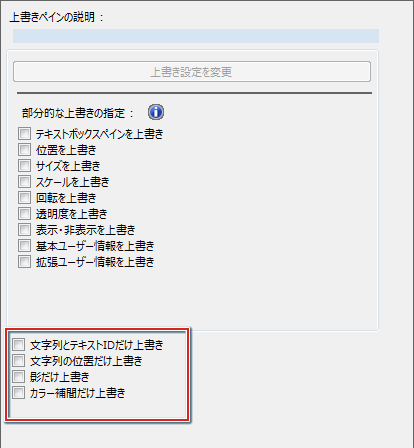 上書きペインの説明：
上書き設定を変更
部分的な上書きの指定：
テキストボックスペインを上書き
位置を上書き
サイズを上書き
スケールを上書き
回転を上書き
透明度を上書き
表示・非表示を上書き
基本ユーザー情報を上書き
拡張ユーザー情報を上書き
文字列とテキストIDだけ上書き
文字列の位置だけ上書き
影だけ上書き
カラー補間だけ上書き